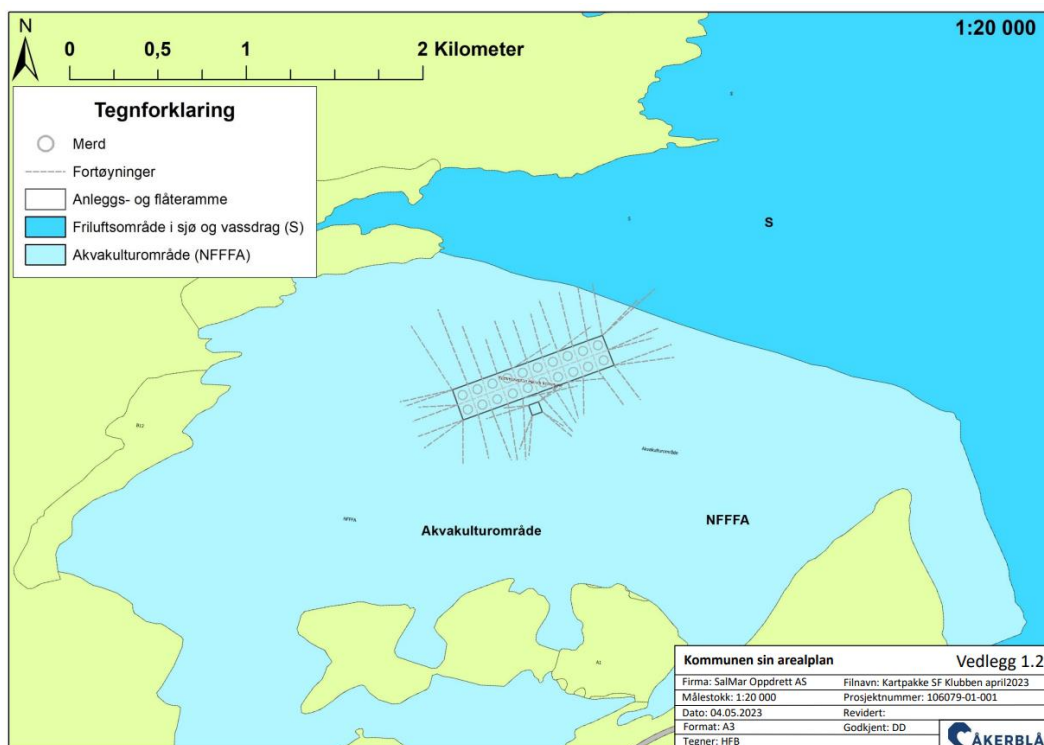 N
1:20 000
0 0,5 1 2 Kilometer
Tegnforklaring
Merd
Fortøyninger
Anleggs- og flåteramme
Friluftsområde i sjø og vassdrag (S)
Akvakulturområde (NFFFA)
S
Akvakulturområde
NFFFA
Akvakulturområde
NFFFA
Kommunen sin arealplan
Vedlegg 1.2
Firma: SalMar Oppdrett AS
Filnavn: Kartpakke SF Klubben april2023
Målestokk: 1:20 000
Prosjektnummer: 106079-01-001
Dato: 04.05.2023
Revidert:
Format: A3
Godkjent: DD
Tegner: HFB
ÅKERBLÅ